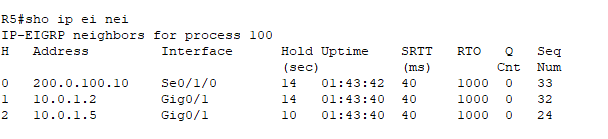 R5#sho ip ei nei
IP-EIGRP neighbors for process 100
H   Address         Interface      Hold Uptime    SRTT   RTO   Q   Seq
                                   (sec)          (ms)        Cnt  Num
0   200.0.100.10    Se0/1/0        14   01:43:42  40     1000  0   33
1   10.0.1.2        Gig0/1         14   01:43:40  40     1000  0   32
2   10.0.1.5        Gig0/1         10   01:43:40  40     1000  0   24